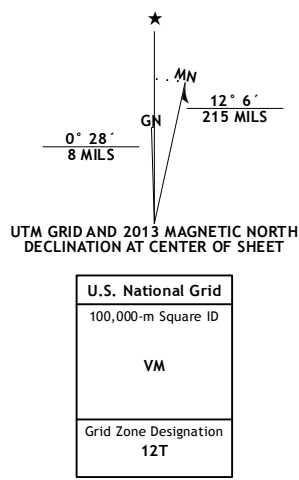 ★
MN
GN
12° 6´
215 MILS
0° 28´
8 MILS
UTM GRID AND 2013 MAGNETIC NORTH
DECLINATION AT CENTER OF SHEET
U.S. National Grid
100,000-m Square ID
VM
Grid Zone Designation
12T